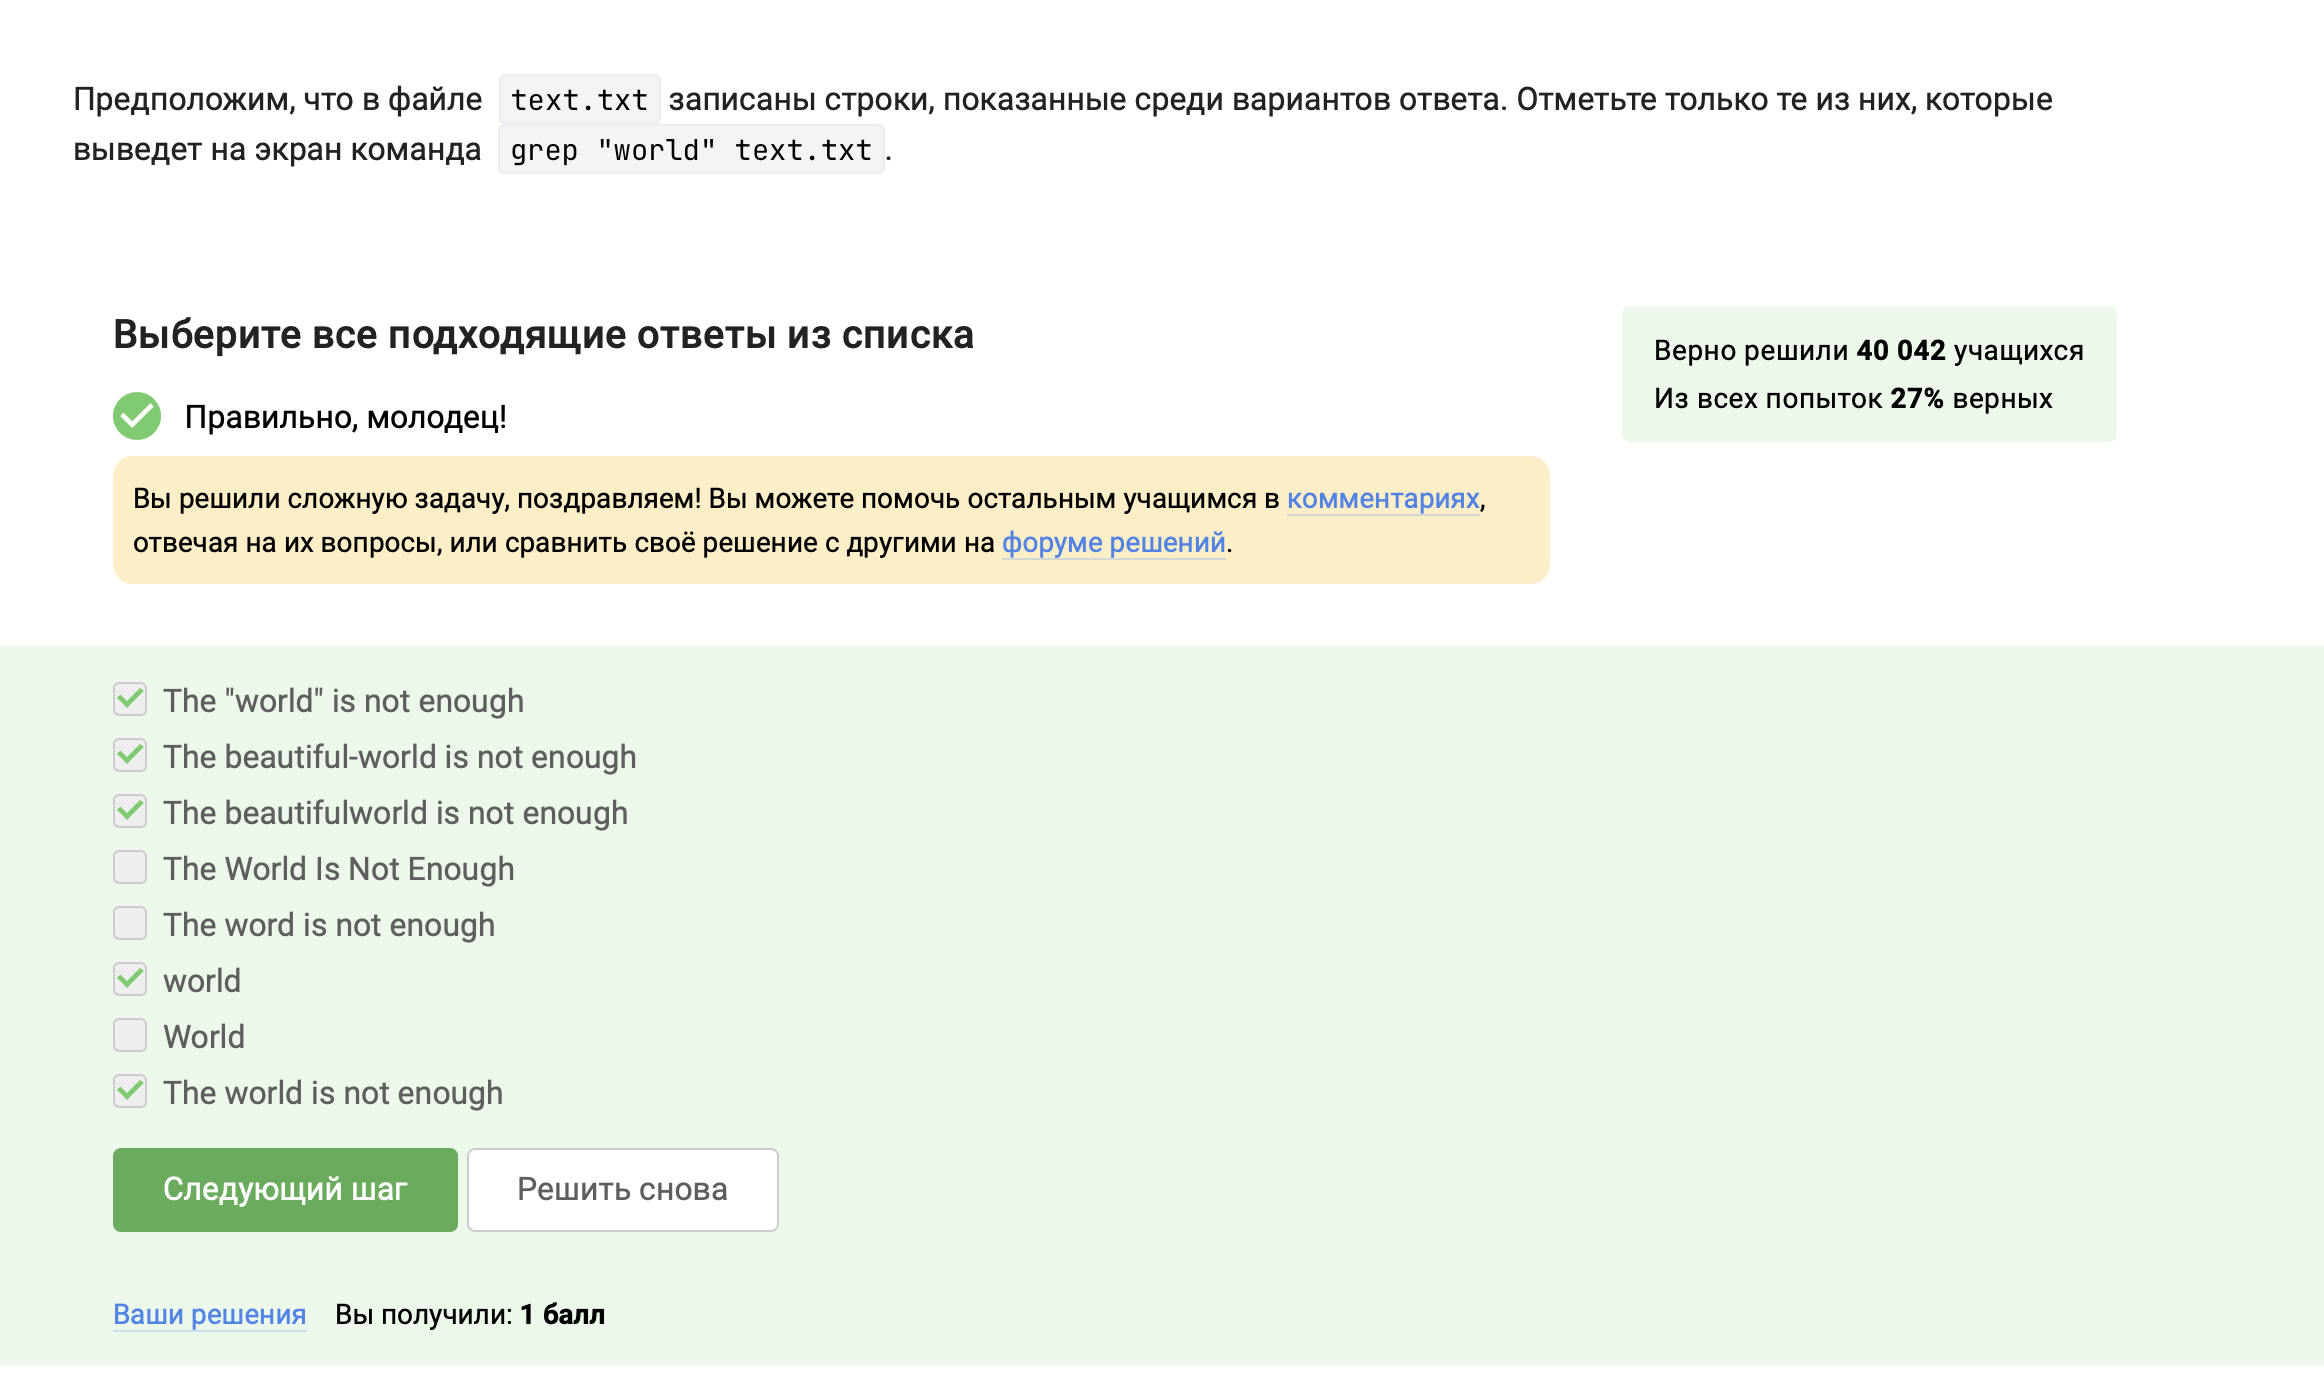 Предположим, что в файле text.txt записаны строки, показанные среди вариантов ответа. Отметьте только те из них, которые
выведет на экран команда grep "world" text.txt.
Выберите все подходящие ответы из списка
Верно решили 40 042 учащихся
Из всех попыток 27% верных
Правильно, молодец!
Вы решили сложную задачу, поздравляем! Вы можете помочь остальным учащимся в комментариях,
отвечая на их вопросы, или сравнить своё решение с другими на форуме решений.
The "world" is not enough
The beautiful-world is not enough
The beautifulworld is not enough
The World Is Not Enough
The word is not enough
world
World
The world is not enough
Следующий шаг
Решить снова
Ваши решения Вы получили: 1 балл